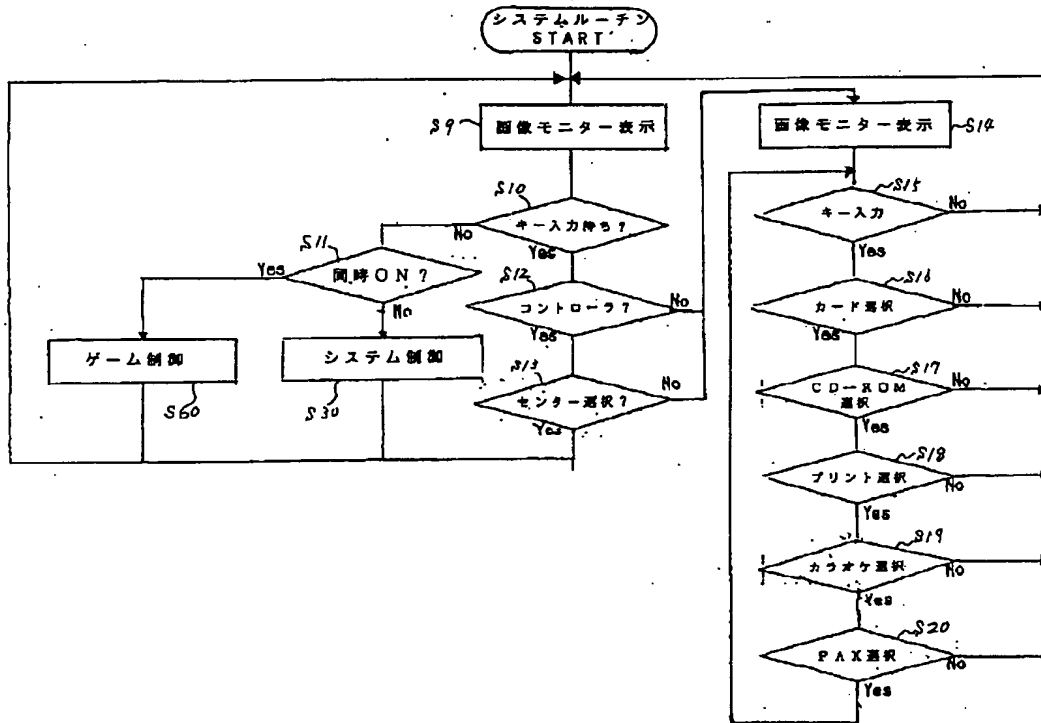 システムルーチン
START
S9
画像モニター表示
画像モニター表示
S14
S10
キー入力待ち?
No
Yes
S15
キー入力
No
Yes
S11
同時ON?
Yes
No
S12
コントローラ?
No
Yes
S16
カード選択
No
Yes
ゲーム制御
S60
システム制御
S30
S13
センター選択?
No
Yes
S17
CD-ROM
選択
No
Yes
S18
プリント選択
No
Yes
S19
カラオケ選択
No
Yes
S20
PAX選択
No
Yes